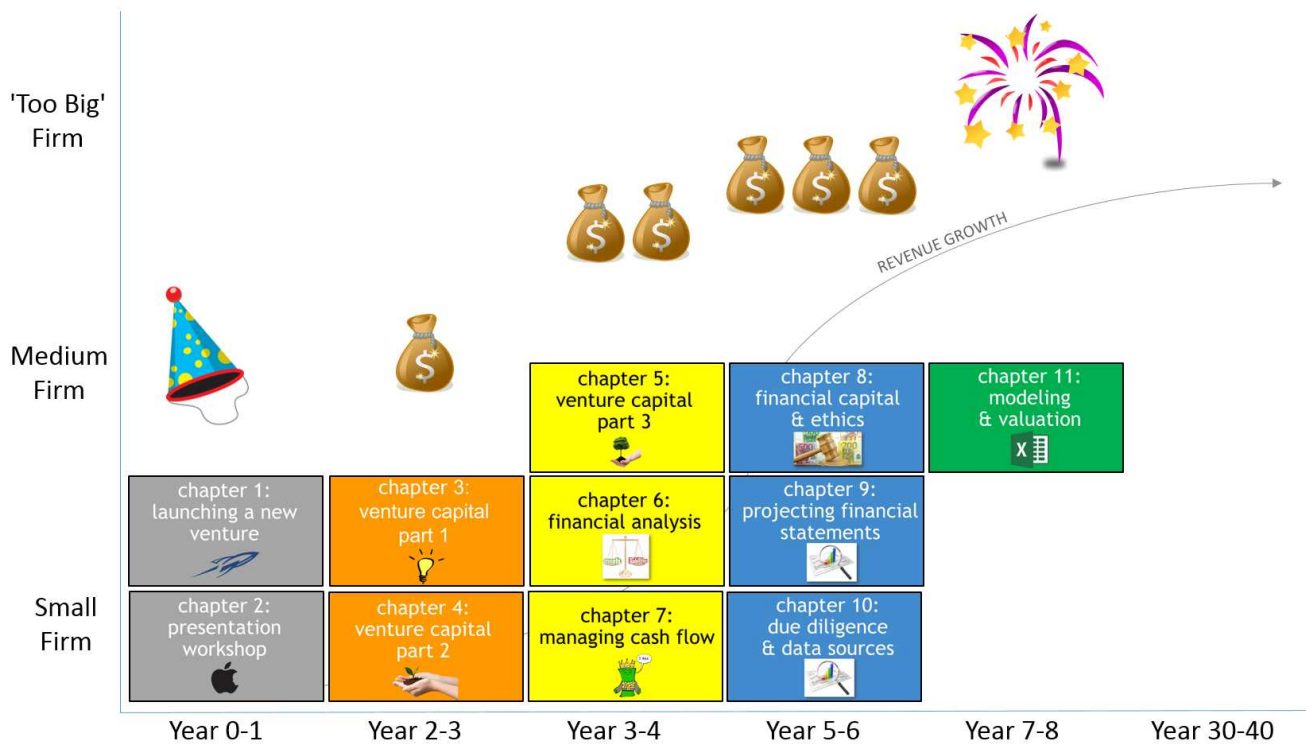 'Too Big'
Firm
REVENUE GROWTH
Medium
Firm
chapter 5:
venture capital
part 3
chapter 8:
financial capital
& ethics
chapter 11:
modeling
& valuation
chapter 1:
launching a new
venture
chapter 3:
venture capital
part 1
chapter 6:
financial analysis
chapter 9:
projecting financial
statements
Small
Firm
chapter 2:
presentation
workshop
chapter 4:
venture capital
part 2
chapter 7:
managing cash flow
chapter 10:
due diligence
& data sources
Year 0-1
Year 2-3
Year 3-4
Year 5-6
Year 7-8
Year 30-40